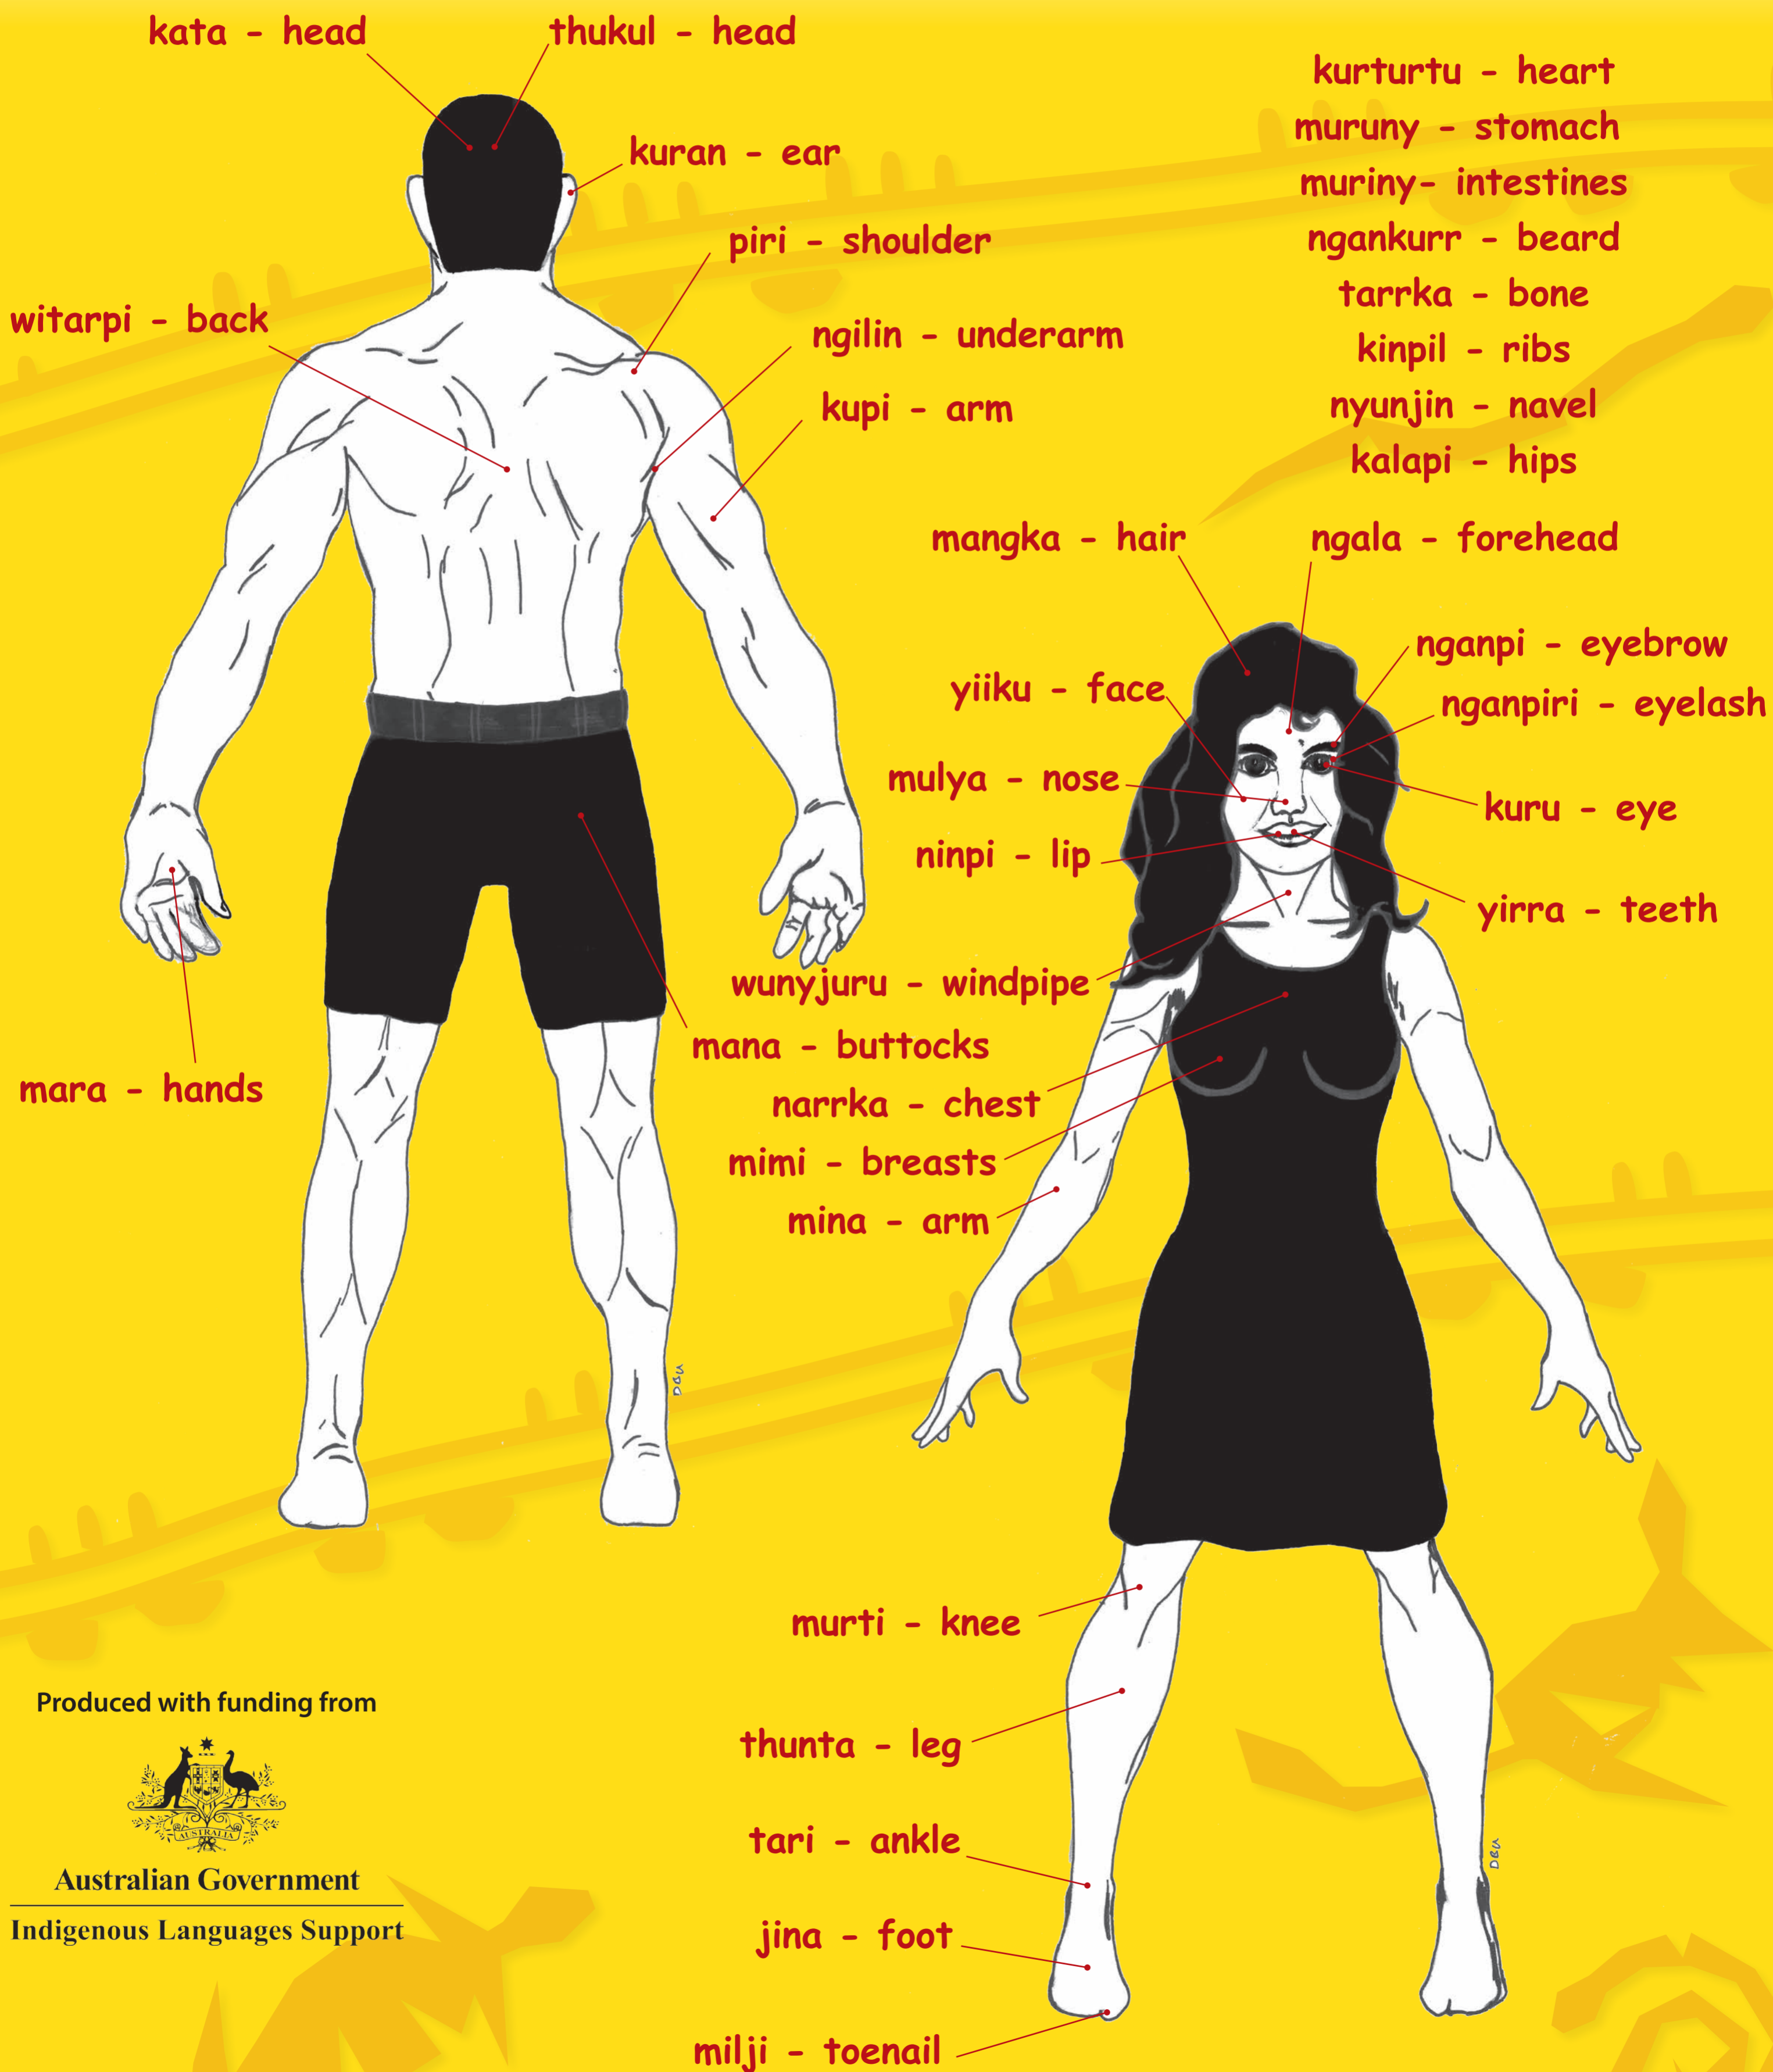 kata - head
thukul - head
kuran - ear
piri - shoulder
witarpi - back
ngilin - underarm
kupi - arm
mana - buttocks
mara - hands
kurturtu - heart
muruny - stomach
muriny- intestines
ngankurr - beard
tarrka - bone
kinpil - ribs
nyunjin - navel
kalapi - hips
mangka - hair
ngala - forehead
nganpi - eyebrow
yiiku - face
nganpiri - eyelash
mulya - nose
kuru - eye
ninpi - lip
yirra - teeth
wunyjuru - windpipe
narrka - chest
mimi - breasts
mina - arm
DBU
murti - knee
thunta - leg
tari - ankle
DBU
jina - foot
milji - toenail
Produced with funding from
AUSTRALIA
Australian Government
Indigenous Languages Support